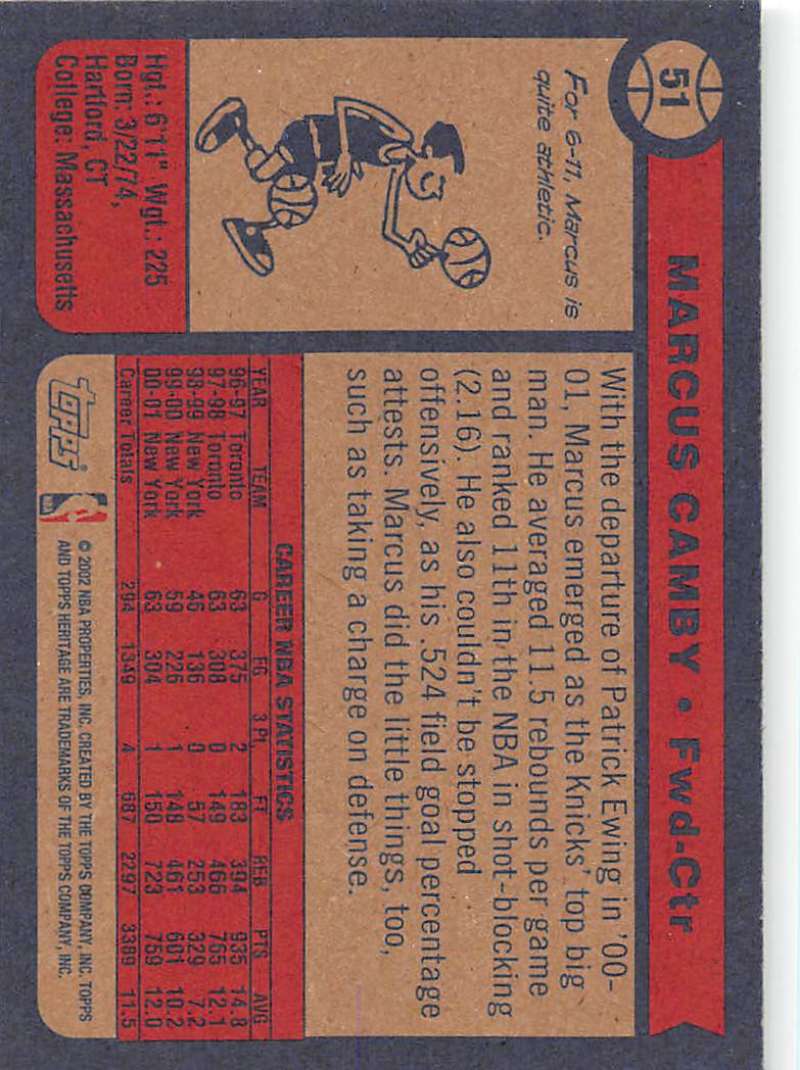 51
MARCUS CAMBY • Fwd-Ctr
For 6-11, Marcus is
quite athletic.
Hgt.: 6'11" Wgt.: 225
Born: 3/22/74,
Hartford, CT
College: Massachusetts
With the departure of Patrick Ewing in '00-
01, Marcus emerged as the Knicks' top big
man. He averaged 11.5 rebounds per game
and ranked 11th in the NBA in shot-blocking
(2.16). He also couldn't be stopped
offensively, as his .524 field goal percentage
attests. Marcus did the little things, too,
such as taking a charge on defense.
CAREER NBA STATISTICS
YEAR TEAM G FG 3 Pt. FT REB PTS AVG
96-97 Toronto 63 375 2 183 394 935 14.8
97-98 Toronto 63 308 0 149 466 765 12.1
98-99 New York 46 136 0 57 253 329 7.2
99-00 New York 59 226 1 148 461 601 10.2
00-01 New York 63 304 1 150 723 759 12.0
Career Totals 294 1349 4 687 2297 3389 11.5
TOPPS®
© 2002 NBA PROPERTIES, INC. CREATED BY THE TOPPS COMPANY, INC. TOPPS
AND TOPPS HERITAGE ARE TRADEMARKS OF THE TOPPS COMPANY, INC.